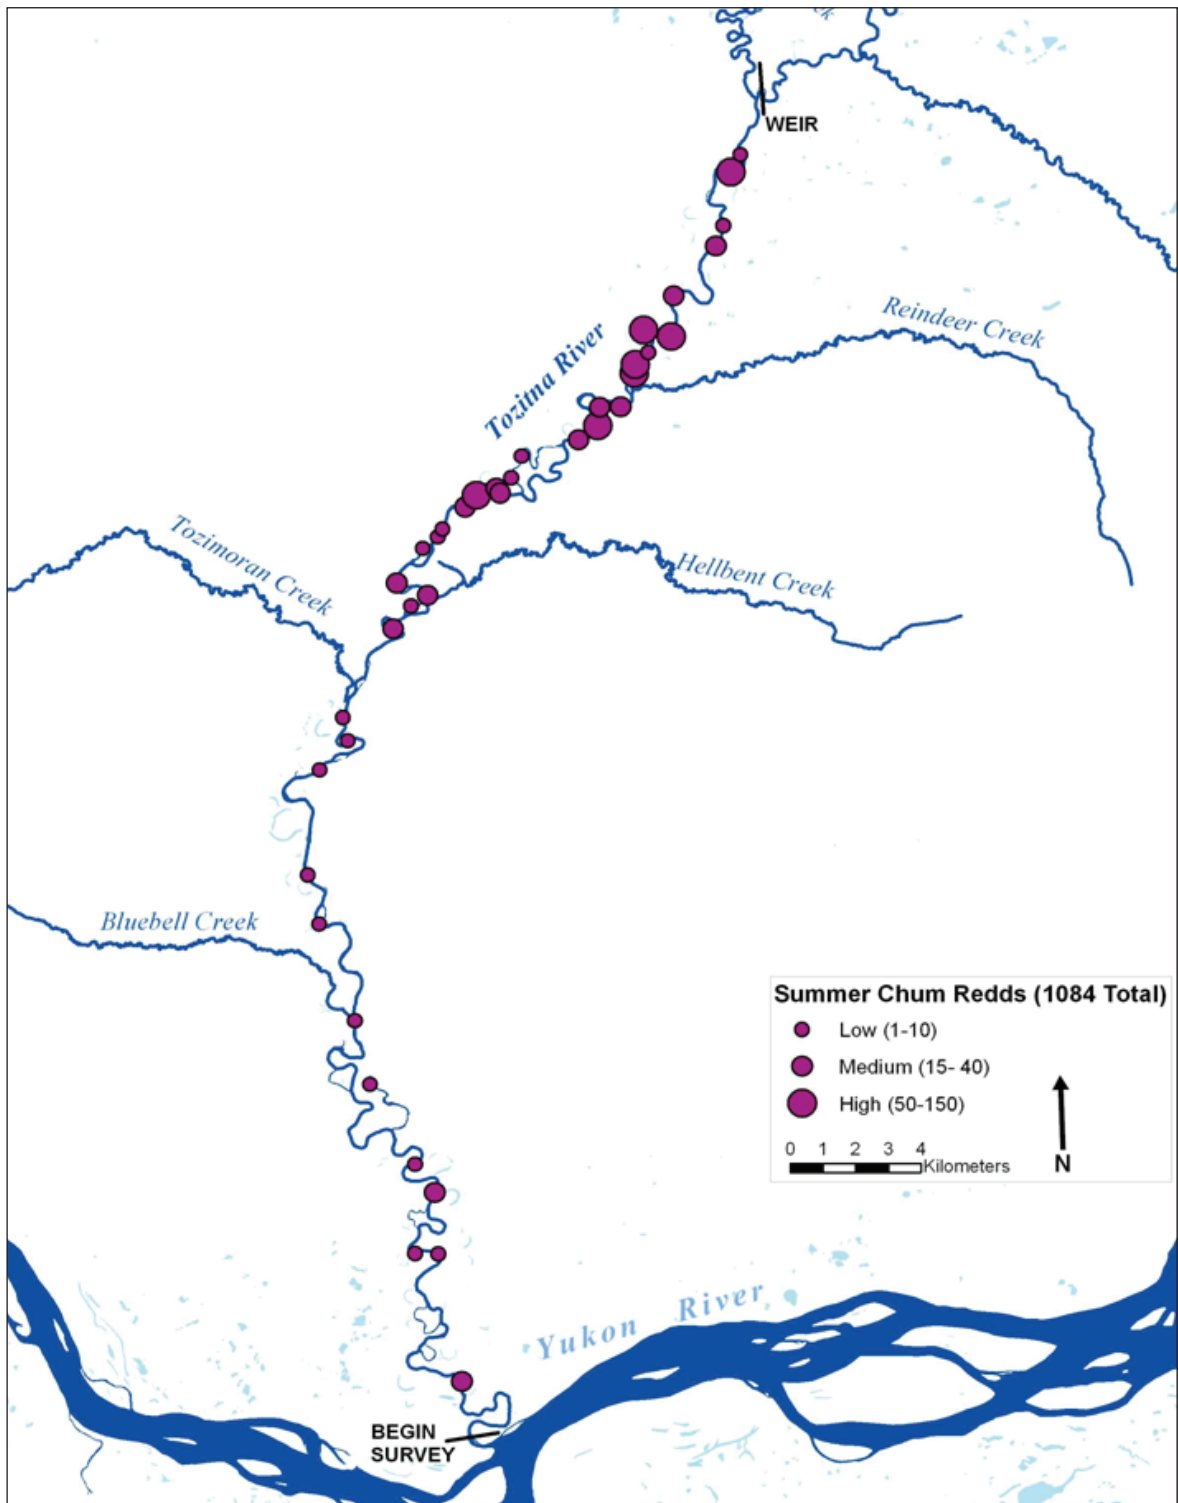 WEIR
Reindeer Creek
Tozitna River
Tozimoran Creek
Hellbent Creek
Bluebell Creek
Summer Chum Redds (1084 Total)
Low (1-10)
Medium (15- 40)
High (50-150)
0 1 2 3 4
Kilometers
N
Yukon River
BEGIN
SURVEY